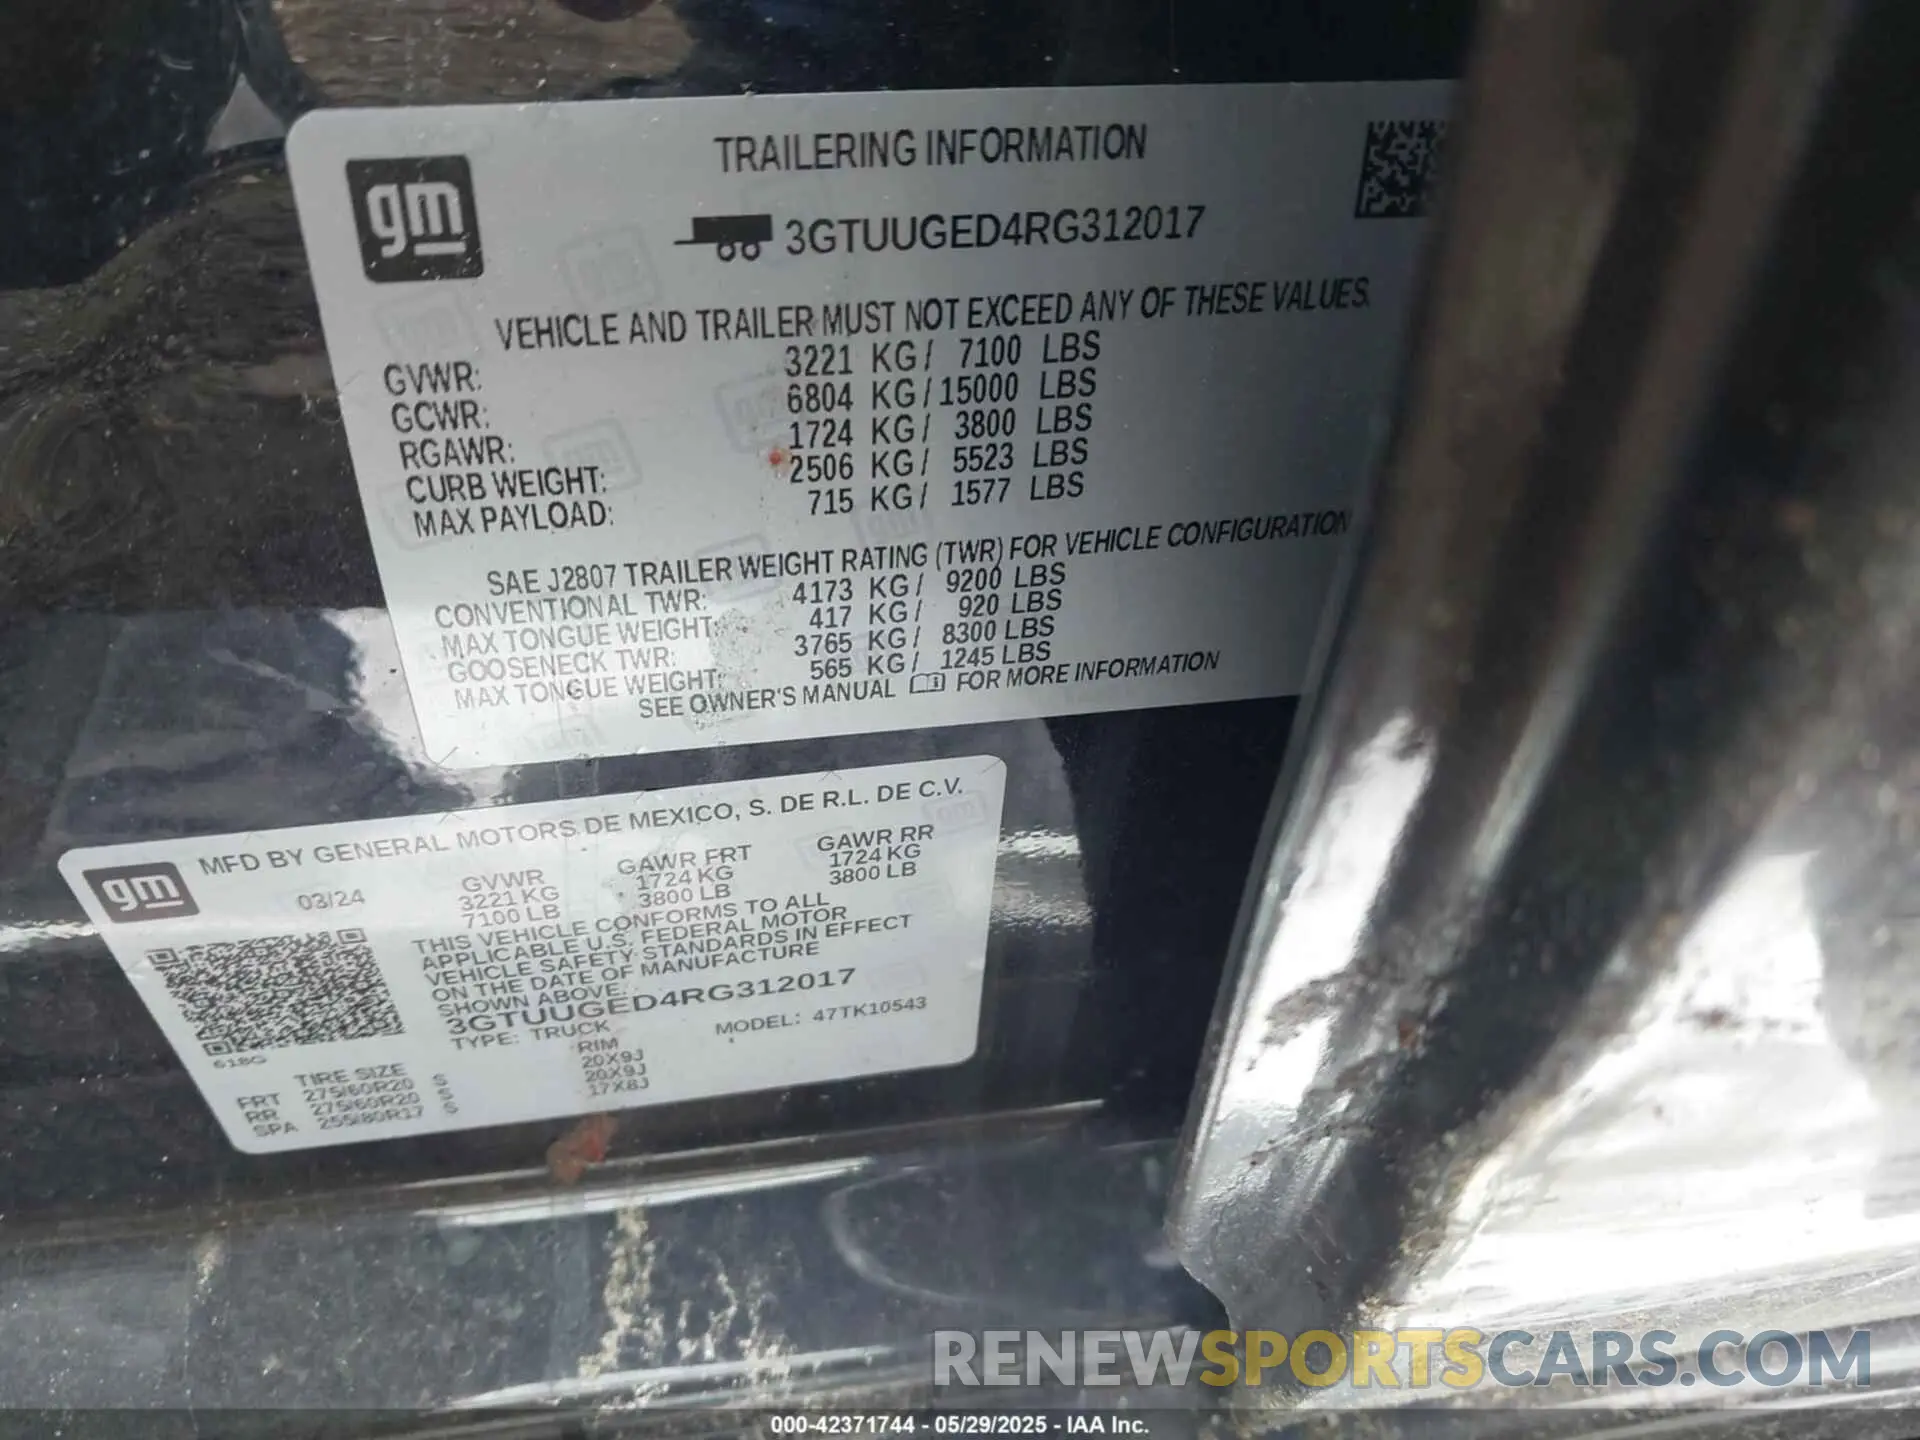 gm
TRAILERING INFORMATION
3GTUUGED4RG312017
VEHICLE AND TRAILER MUST NOT EXCEED ANY OF THESE VALUES.
GVWR: 3221 KG/ 7100 LBS
GCWR: 6804 KG/15000 LBS
RGAWR: 1724 KG/ 3800 LBS
CURB WEIGHT: 2506 KG/ 5523 LBS
MAX PAYLOAD: 715 KG/ 1577 LBS
SAE J2807 TRAILER WEIGHT RATING (TWR) FOR VEHICLE CONFIGURATION
CONVENTIONAL TWR: 4173 KG/ 9200 LBS
MAX TONGUE WEIGHT: 417 KG/ 920 LBS
GOOSENECK TWR: 3765 KG/ 8300 LBS
MAX TONGUE WEIGHT: 565 KG/ 1245 LBS
SEE OWNER'S MANUAL FOR MORE INFORMATION
gm
MFD BY GENERAL MOTORS DE MEXICO, S. DE R.L. DE C.V.
03/24 GVWR GAWR FRT GAWR RR
3221 KG 1724 KG 1724 KG
7100 LB 3800 LB 3800 LB
THIS VEHICLE CONFORMS TO ALL
APPLICABLE U.S. FEDERAL MOTOR
VEHICLE SAFETY STANDARDS IN EFFECT
ON THE DATE OF MANUFACTURE
SHOWN ABOVE.
3GTUUGED4RG312017
TYPE: TRUCK MODEL: 47TK10543
618G
TIRE SIZE RIM
FRT 275/60R20 S 20X9J
RR 275/60R20 S 20X9J
SPA 255/80R17 S 17X8J
RENEWSPORTSCARS.COM
000-42371744 - 05/29/2025 - IAA Inc.